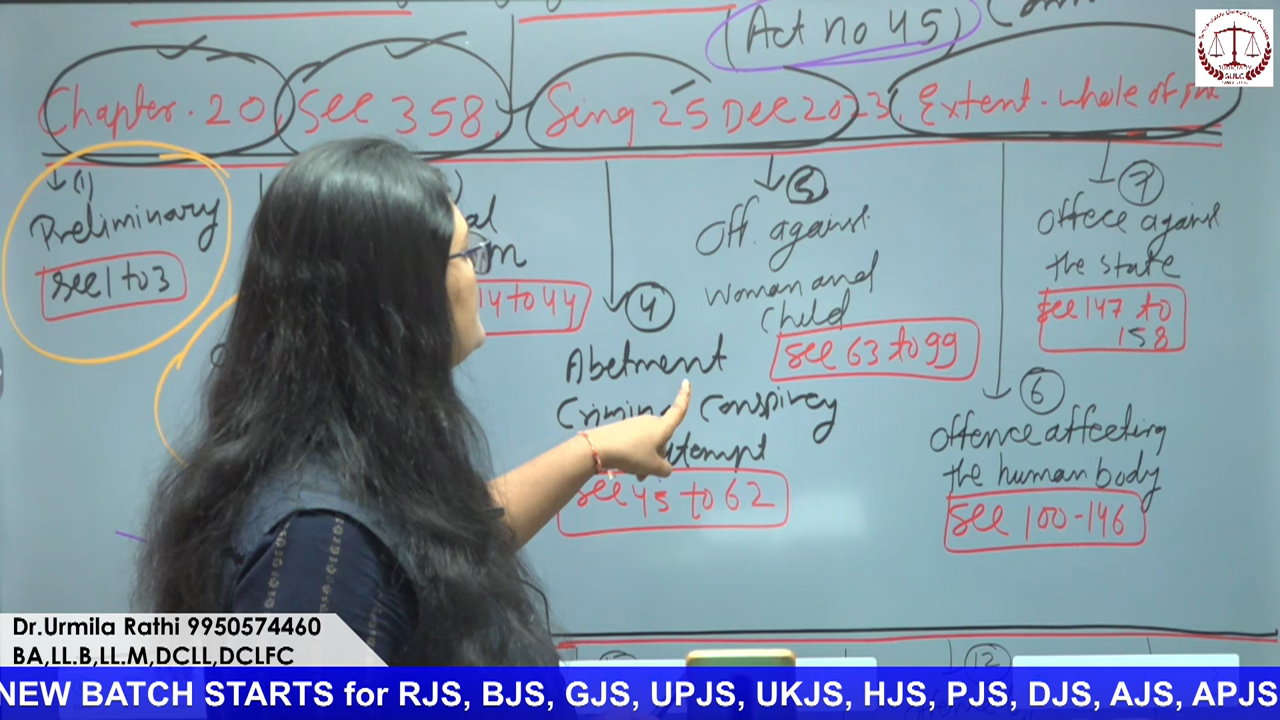 (Act no 45)
Chapter. 20, Sec 358, Sing 25 Dec 2023, Extent. whole of
(1)
Preliminary
sec 1 to 3
14 to 44
(4)
Abetment
Conspiracy
sec 45 to 62
(5)
Off. against
woman and
child
sec 63 to 99
(7)
Offece against
the state
sec 147 to
158
(6)
Offence affecting
the human body
sec 100-146
12
GULC
Dr.Urmila Rathi 9950574460
BA,LL.B,LL.M,DCLL,DCLFC
NEW BATCH STARTS for RJS, BJS, GJS, UPJS, UKJS, HJS, PJS, DJS, AJS, APJS